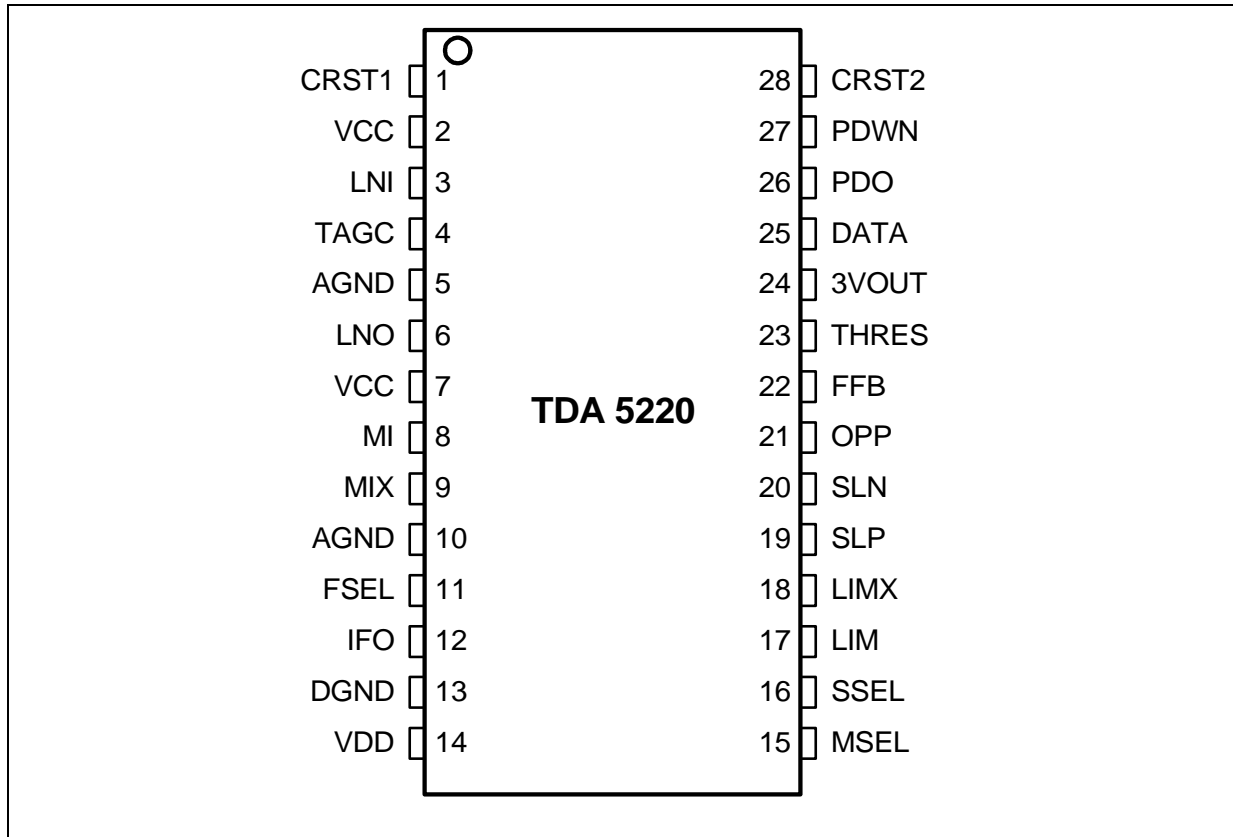 CRST1 1 28 CRST2
VCC 2 27 PDWN
LNI 3 26 PDO
TAGC 4 25 DATA
AGND 5 24 3VOUT
LNO 6 23 THRES
VCC 7 22 FFB
TDA 5220
MI 8 21 OPP
MIX 9 20 SLN
AGND 10 19 SLP
FSEL 11 18 LIMX
IFO 12 17 LIM
DGND 13 16 SSEL
VDD 14 15 MSEL